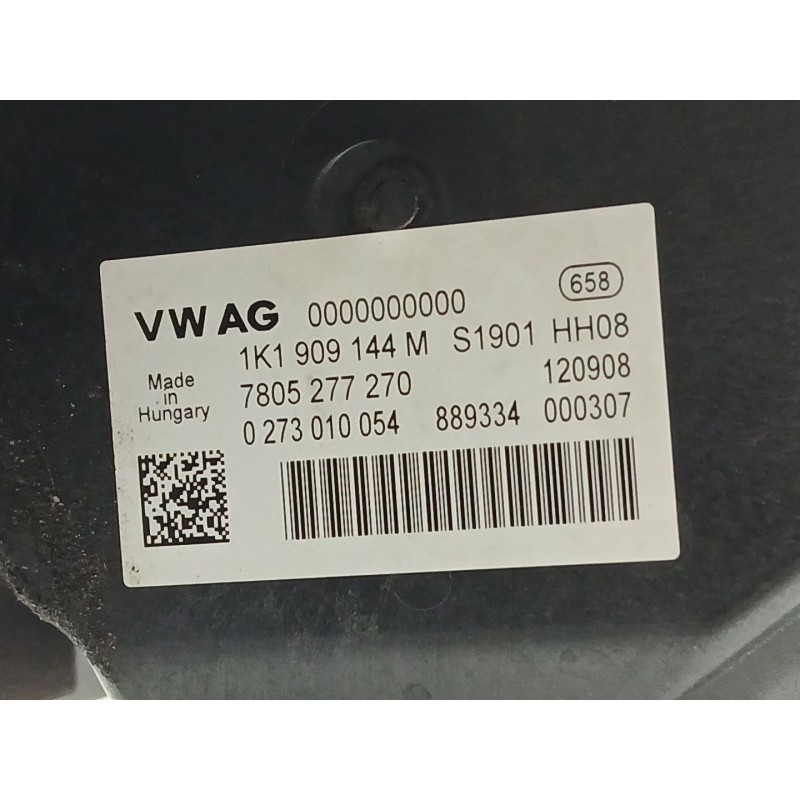 658
VW AG 0000000000
1K1 909 144 M S1901 HH08
Made in Hungary
7805 277 270 120908
0 273 010 054 889334 000307